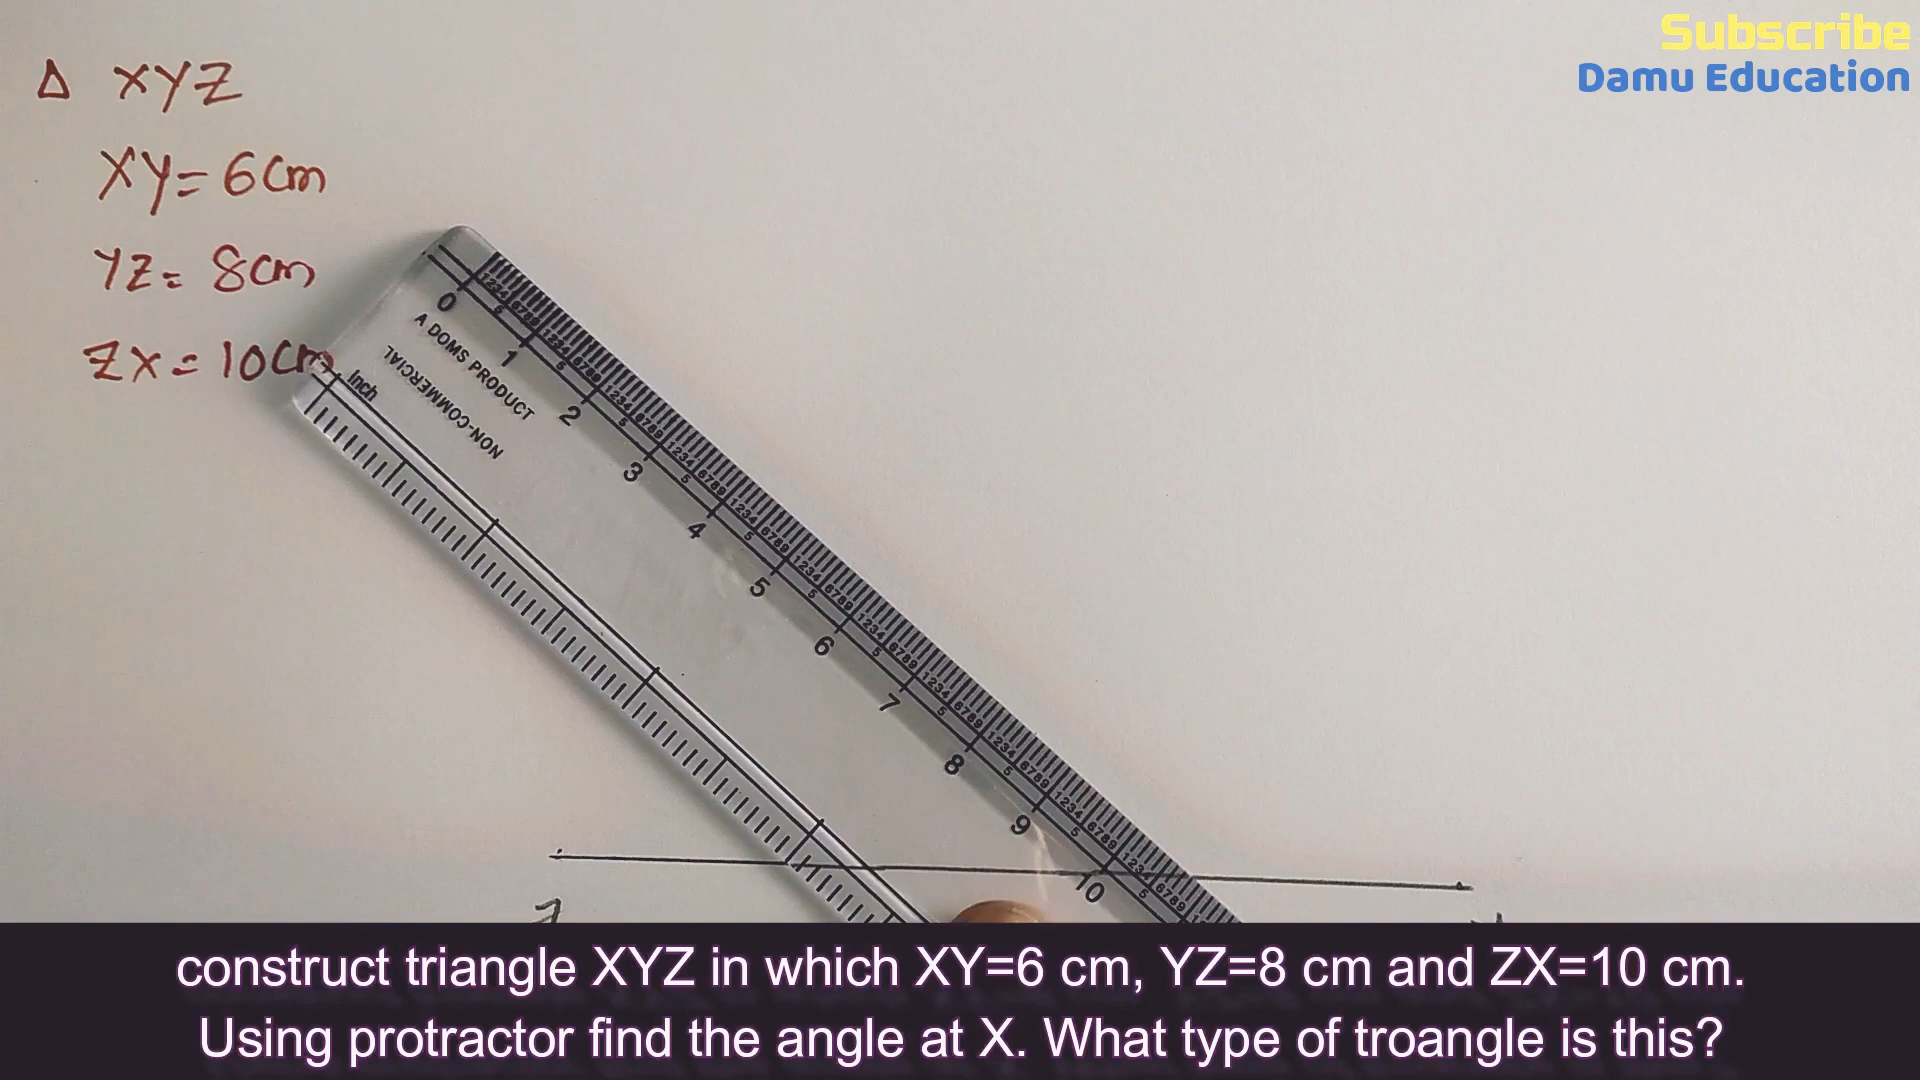 Subscribe
Damu Education
Δ XYZ
XY = 6cm
YZ = 8cm
ZX = 10cm
0 1 2 3 4 5 6 7 8 9 10
A DOMS PRODUCT
NON-COMMERCIAL
Inch
construct triangle XYZ in which XY=6 cm, YZ=8 cm and ZX=10 cm.
Using protractor find the angle at X. What type of troangle is this?